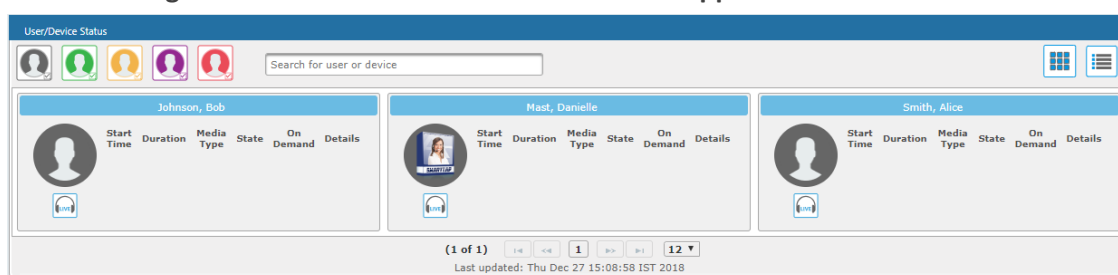 User/Device Status
Search for user or device
Johnson, Bob
Start Time Duration Media Type State On Demand Details
LIVE
Mast, Danielle
Start Time Duration Media Type State On Demand Details
SMARTTAP
LIVE
Smith, Alice
Start Time Duration Media Type State On Demand Details
LIVE
(1 of 1) 1 12
Last updated: Thu Dec 27 15:08:58 IST 2018